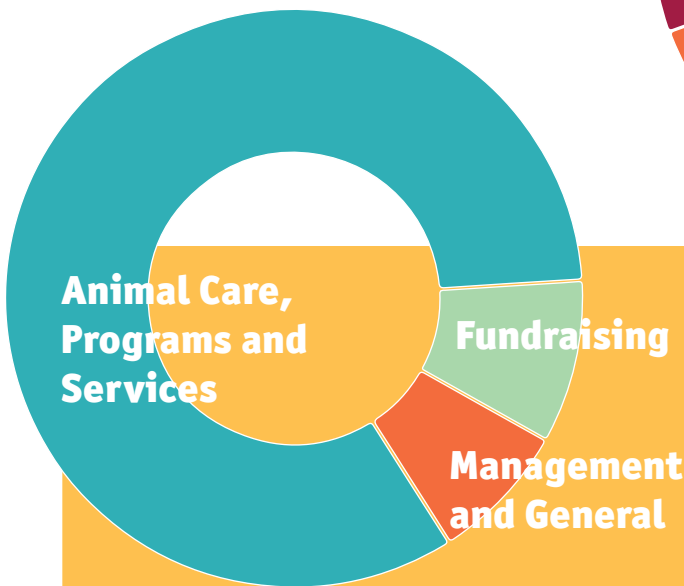 Animal Care,
Programs and
Services
Fundraising
Management
and General